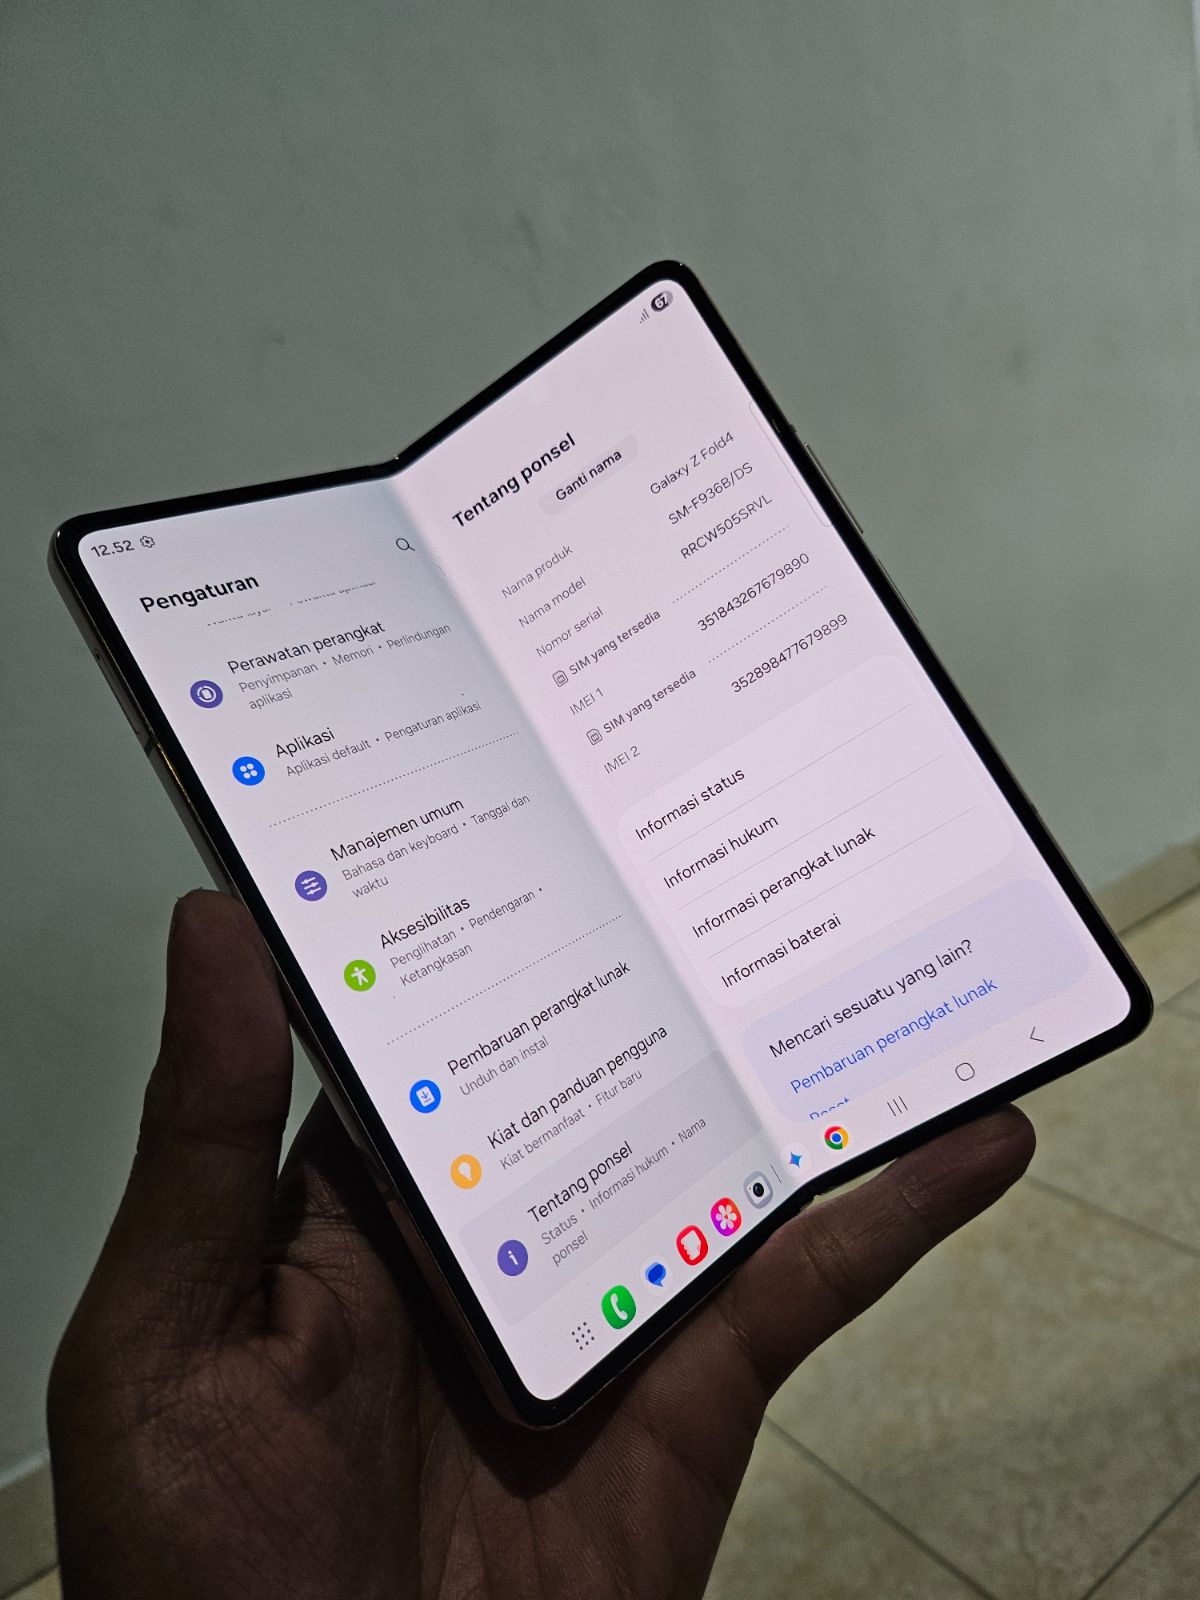 12.52
Pengaturan
Perawatan perangkat
Penyimpanan • Memori • Perlindungan
aplikasi
Aplikasi
Aplikasi default • Pengaturan aplikasi
Manajemen umum
Bahasa dan keyboard • Tanggal dan
waktu
Aksesibilitas
Penglihatan • Pendengaran •
Ketangkasan
Pembaruan perangkat lunak
Unduh dan instal
Kiat dan panduan pengguna
Kiat bermanfaat • Fitur baru
Tentang ponsel
Status • Informasi hukum • Nama
ponsel
67
Tentang ponsel
Ganti nama
Nama produk
Galaxy Z Fold4
Nama model
SM-F936B/DS
Nomor serial
RRCW505SRVL
SIM yang tersedia
IMEI 1
351843267679890
SIM yang tersedia
IMEI 2
352898477679899
Informasi status
Informasi hukum
Informasi perangkat lunak
Informasi baterai
Mencari sesuatu yang lain?
Pembaruan perangkat lunak